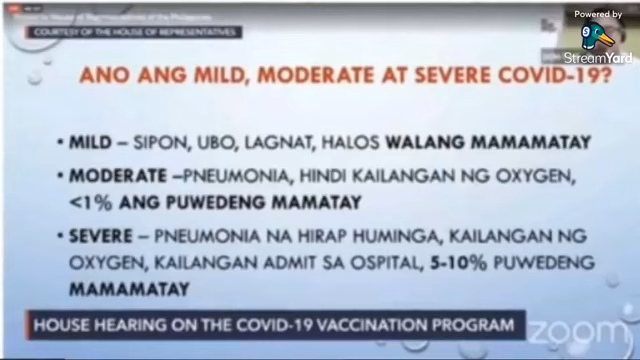 Powered by
StreamYard
COURTESY OF THE HOUSE OF REPRESENTATIVES
ANO ANG MILD, MODERATE AT SEVERE COVID-19?
• MILD – SIPON, UBO, LAGNAT, HALOS WALANG MAMAMATAY
• MODERATE –PNEUMONIA, HINDI KAILANGAN NG OXYGEN,
<1% ANG PUWEDENG MAMATAY
• SEVERE – PNEUMONIA NA HIRAP HUMINGA, KAILANGAN NG
OXYGEN, KAILANGAN ADMIT SA OSPITAL, 5-10% PUWEDENG
MAMAMATAY
HOUSE HEARING ON THE COVID-19 VACCINATION PROGRAM
zoom